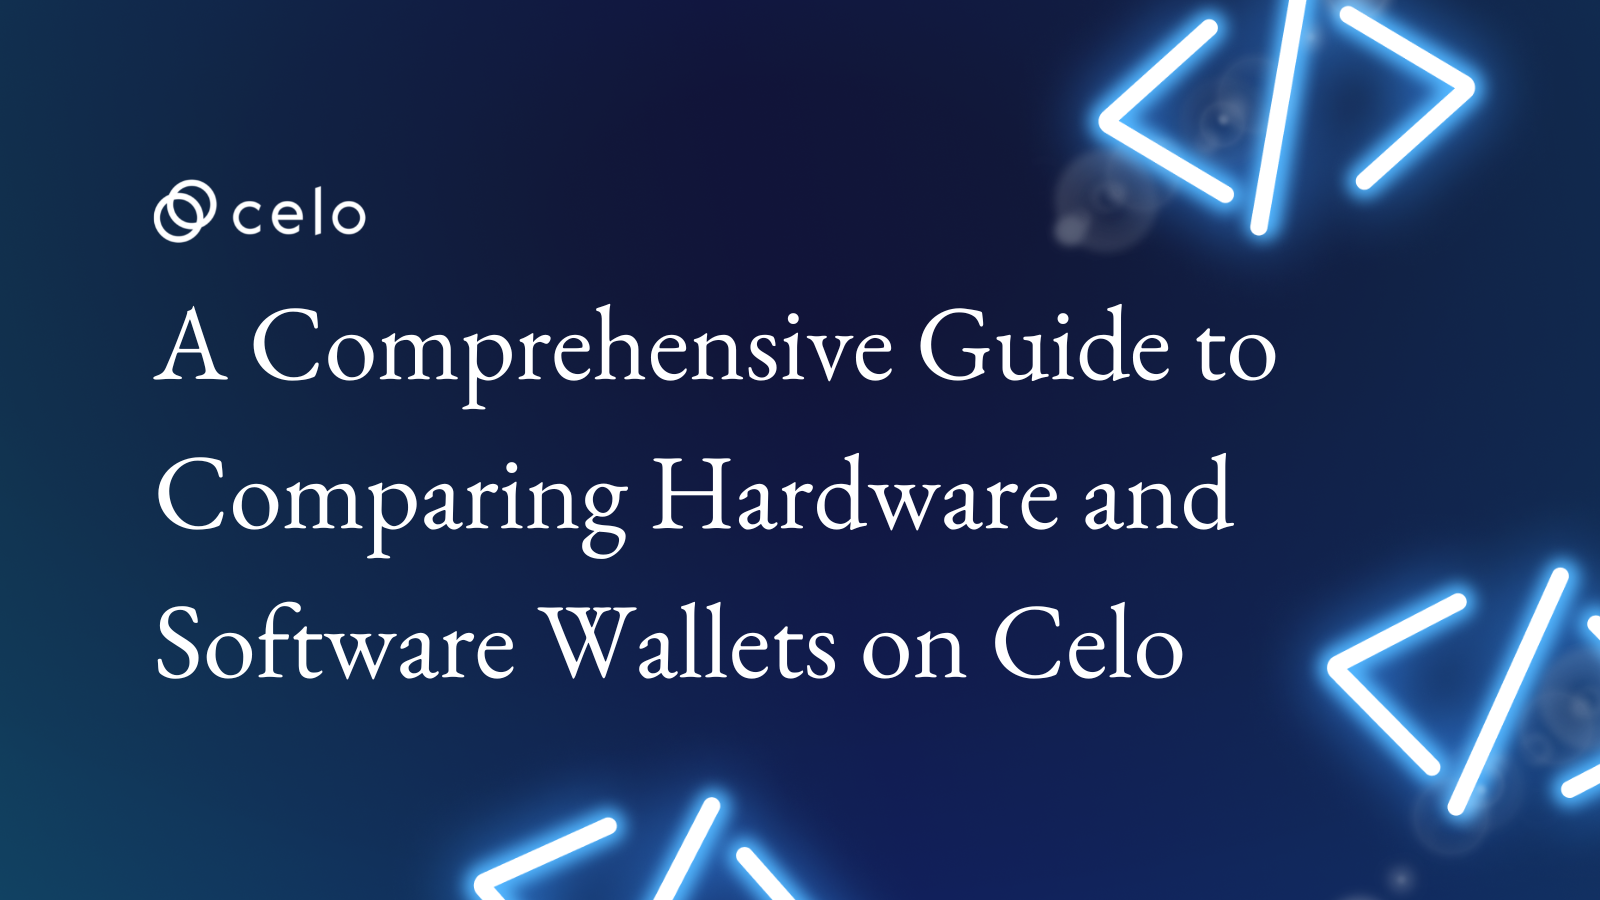 celo
A Comprehensive Guide to
Comparing Hardware and
Software Wallets on Celo